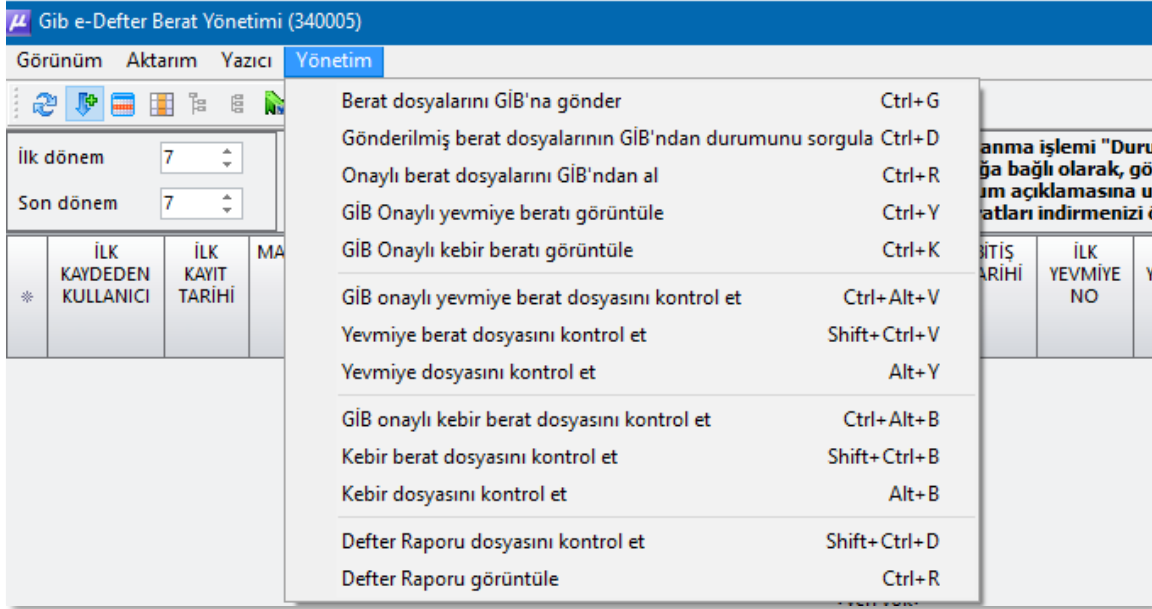 µ Gib e-Defter Berat Yönetimi (340005)
Görünüm Aktarım Yazıcı Yönetim
Berat dosyalarını GİB'na gönder Ctrl+G
Gönderilmiş berat dosyalarının GİB'ndan durumunu sorgula Ctrl+D
Onaylı berat dosyalarını GİB'ndan al Ctrl+R
GİB Onaylı yevmiye beratı görüntüle Ctrl+Y
GİB Onaylı kebir beratı görüntüle Ctrl+K
GİB onaylı yevmiye berat dosyasını kontrol et Ctrl+Alt+V
Yevmiye berat dosyasını kontrol et Shift+Ctrl+V
Yevmiye dosyasını kontrol et Alt+Y
GİB onaylı kebir berat dosyasını kontrol et Ctrl+Alt+B
Kebir berat dosyasını kontrol et Shift+Ctrl+B
Kebir dosyasını kontrol et Alt+B
Defter Raporu dosyasını kontrol et Shift+Ctrl+D
Defter Raporu görüntüle Ctrl+R
İlk dönem 7
Son dönem 7
işlemi
bağlı olarak,
açıklamasına
indirmenizi
İLK KAYDEDEN KULLANICI
İLK KAYIT TARİHİ
İLK YEVMİYE NO